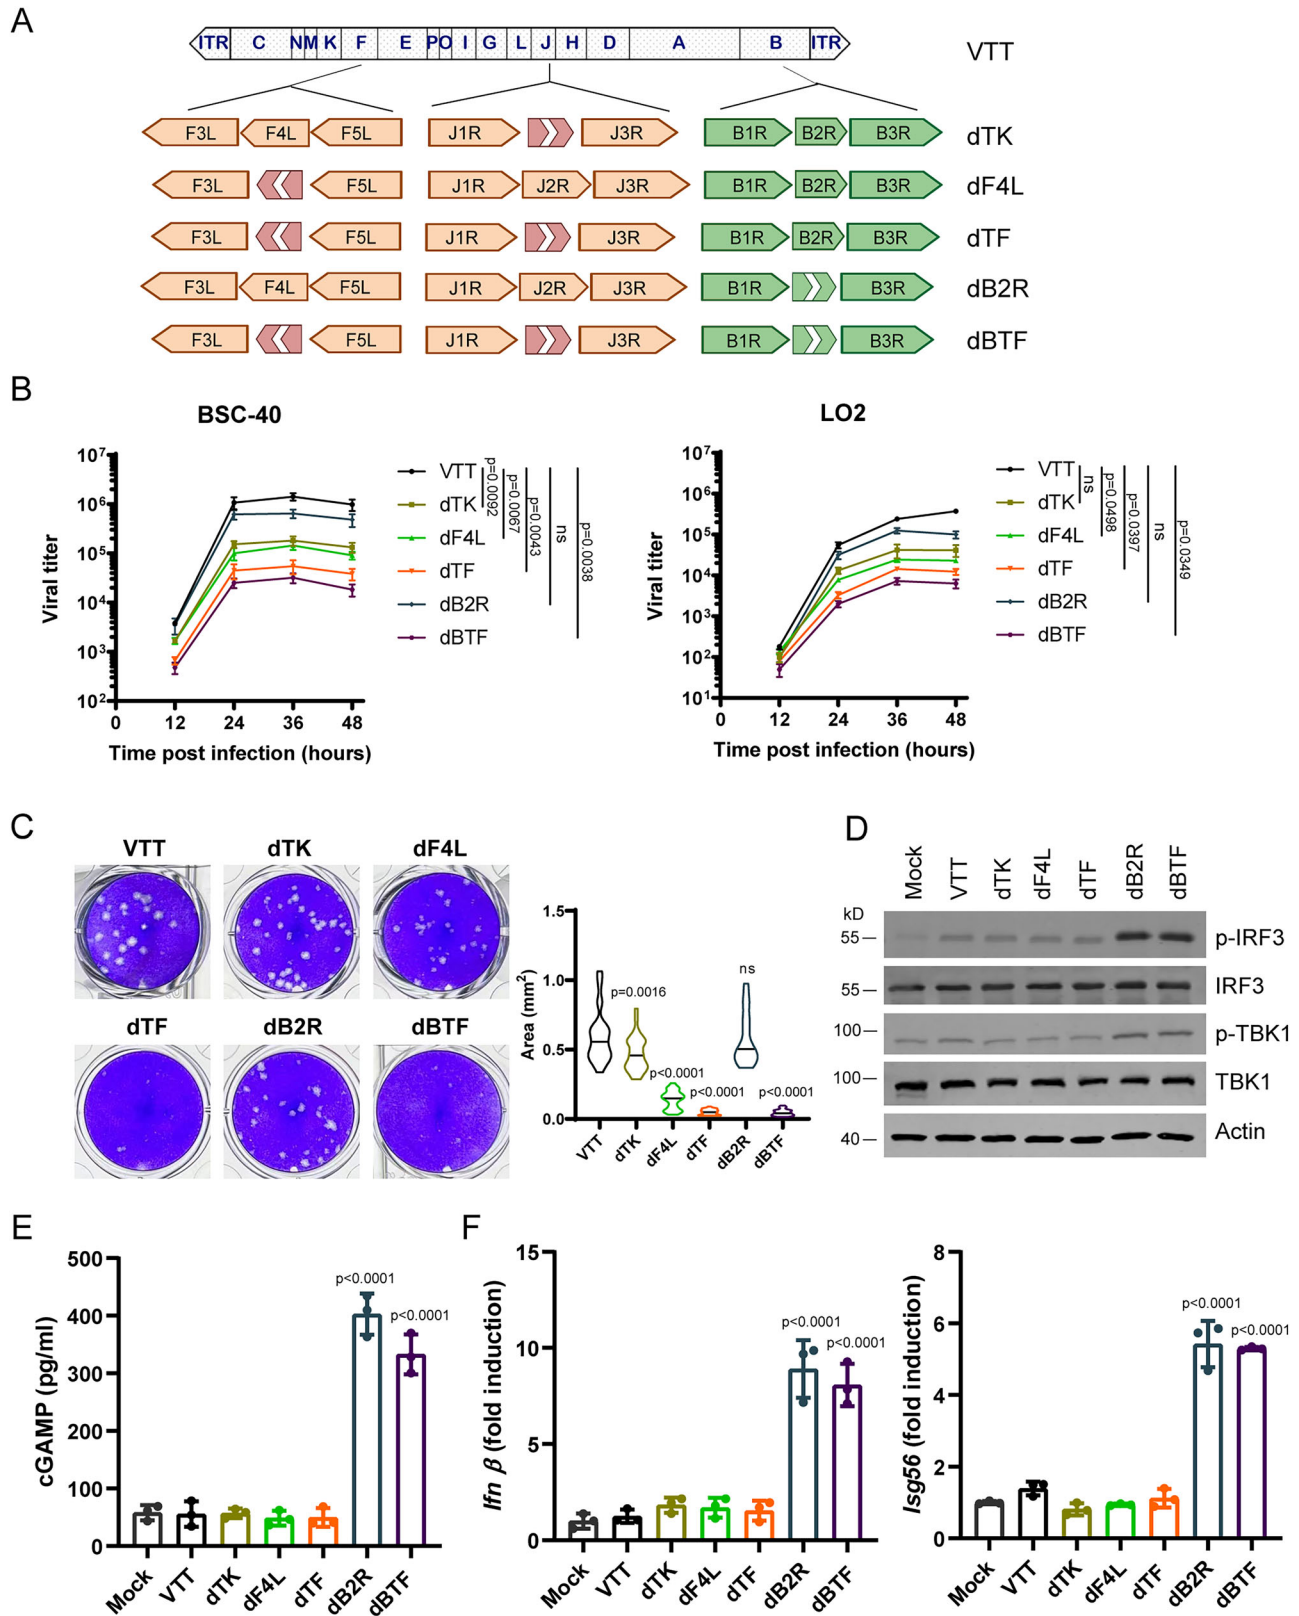 A
ITR C N M K F E P O I G L J H D A B ITR
VTT
F3L F4L F5L J1R J3R B1R B2R B3R dTK
F3L F5L J1R J2R J3R B1R B2R B3R dF4L
F3L F5L J1R J3R B1R B2R B3R dTF
F3L F4L F5L J1R J2R J3R B1R B3R dB2R
F3L F5L J1R J3R B1R B3R dBTF
B
BSC-40
Viral titer
10⁷
10⁶
10⁵
10⁴
10³
10²
0 12 24 36 48
Time post infection (hours)
VTT
dTK
dF4L
dTF
dB2R
dBTF
p=0.0092
p=0.0067
p=0.0043
ns
p=0.0038
LO2
Viral titer
10⁷
10⁶
10⁵
10⁴
10³
10²
10¹
0 12 24 36 48
Time post infection (hours)
VTT
dTK
dF4L
dTF
dB2R
dBTF
ns
p=0.0498
p=0.0397
ns
p=0.0349
C
VTT dTK dF4L
dTF dB2R dBTF
Area (mm²)
1.5
1.0
0.5
0.0
p=0.0016
p<0.0001
p<0.0001
ns
p<0.0001
VTT dTK dF4L dTF dB2R dBTF
D
Mock VTT dTK dF4L dTF dB2R dBTF
kD
55 p-IRF3
55 IRF3
100 p-TBK1
100 TBK1
40 Actin
E
cGAMP (pg/ml)
500
400
300
200
100
0
p<0.0001
p<0.0001
Mock VTT dTK dF4L dTF dB2R dBTF
F
Ifn β (fold induction)
15
10
5
0
p<0.0001
p<0.0001
Mock VTT dTK dF4L dTF dB2R dBTF
Isg56 (fold induction)
8
6
4
2
0
p<0.0001
p<0.0001
Mock VTT dTK dF4L dTF dB2R dBTF